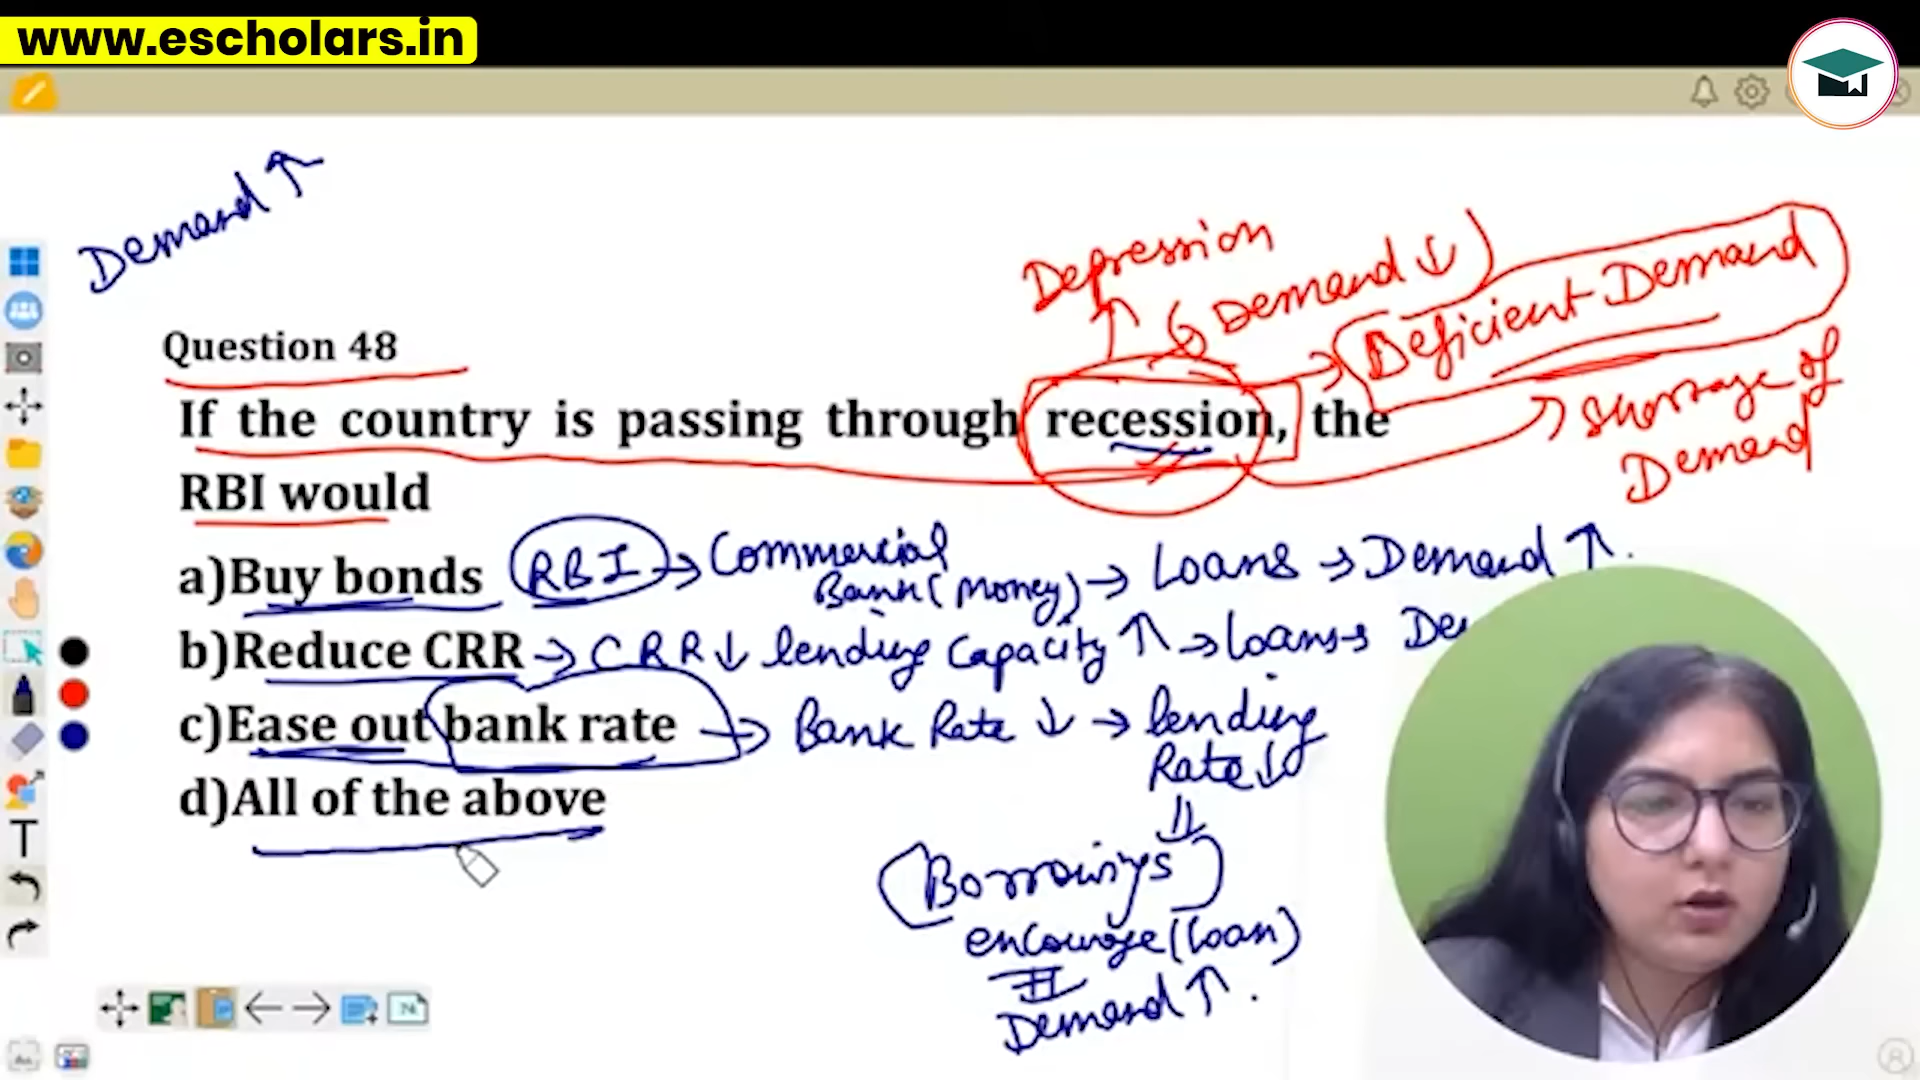 www.escholars.in
Demand ↑
Depression
Demand ↓
Deficient Demand
Shortage of
Demand
Question 48
If the country is passing through recession, the
RBI would
a)Buy bonds RBI → Commercial
Bank (money) → Loans → Demand ↑.
b)Reduce CRR → CRR ↓ lending Capacity ↑ → Loans →
c)Ease out bank rate → Bank Rate ↓ → lending
Rate ↓
d)All of the above
Borrowings
encourage (loan)
Demand ↑.
T